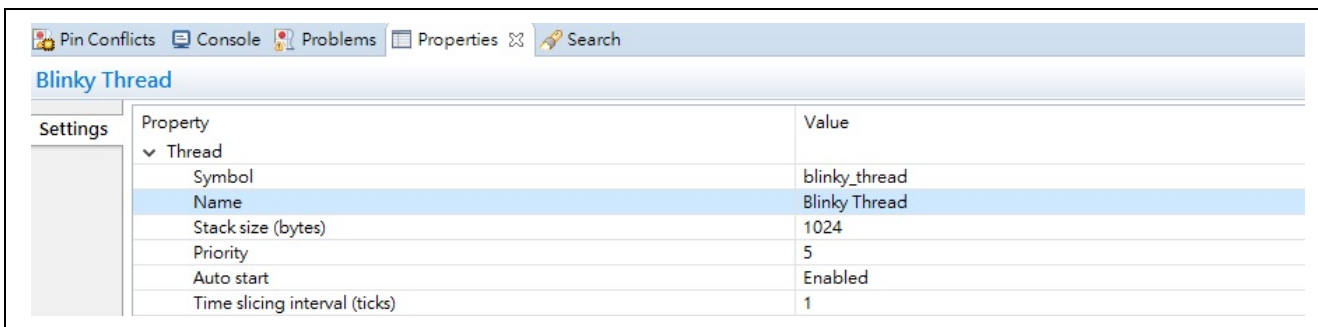 Pin Conflicts Console Problems Properties Search
Blinky Thread
Settings Property Value
Thread
Symbol blinky_thread
Name Blinky Thread
Stack size (bytes) 1024
Priority 5
Auto start Enabled
Time slicing interval (ticks) 1